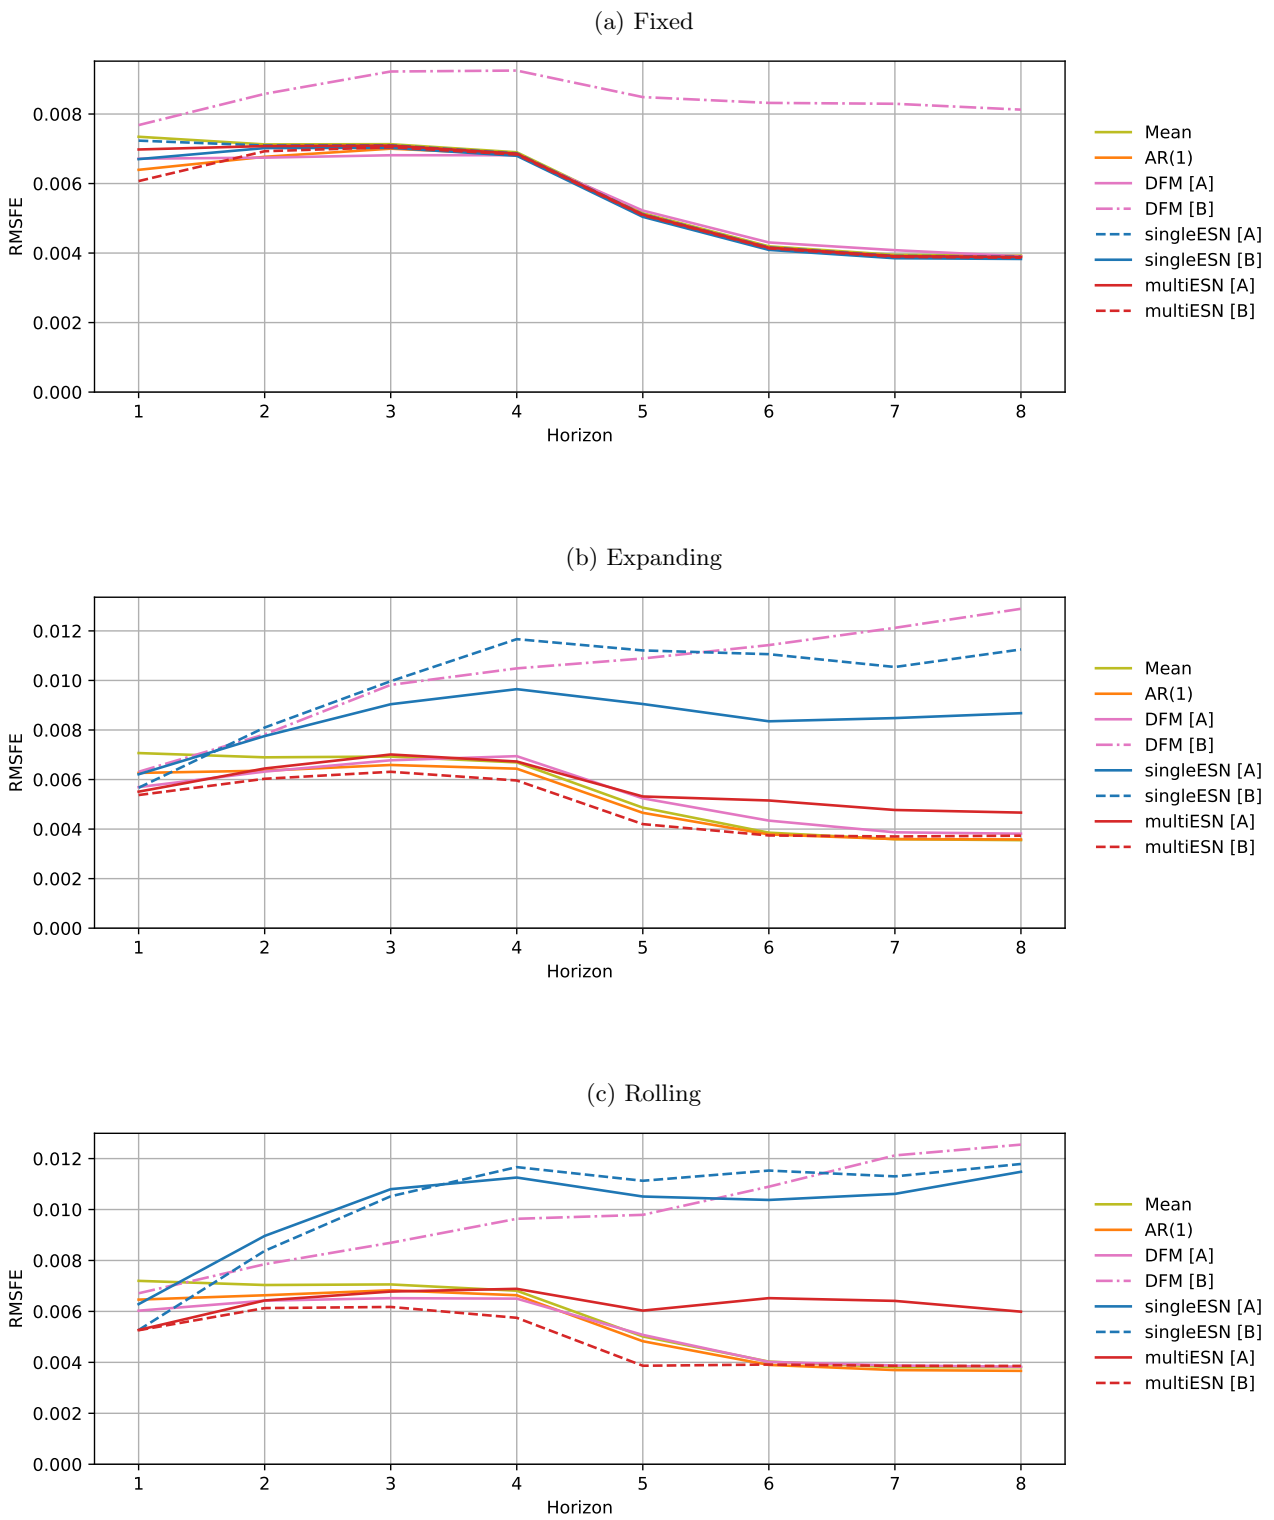 (a) Fixed
0.008
0.006
0.004
0.002
0.000
RMSFE
1 2 3 4 5 6 7 8
Horizon
Mean
AR(1)
DFM [A]
DFM [B]
singleESN [A]
singleESN [B]
multiESN [A]
multiESN [B]
(b) Expanding
0.012
0.010
0.008
0.006
0.004
0.002
0.000
RMSFE
1 2 3 4 5 6 7 8
Horizon
Mean
AR(1)
DFM [A]
DFM [B]
singleESN [A]
singleESN [B]
multiESN [A]
multiESN [B]
(c) Rolling
0.012
0.010
0.008
0.006
0.004
0.002
0.000
RMSFE
1 2 3 4 5 6 7 8
Horizon
Mean
AR(1)
DFM [A]
DFM [B]
singleESN [A]
singleESN [B]
multiESN [A]
multiESN [B]